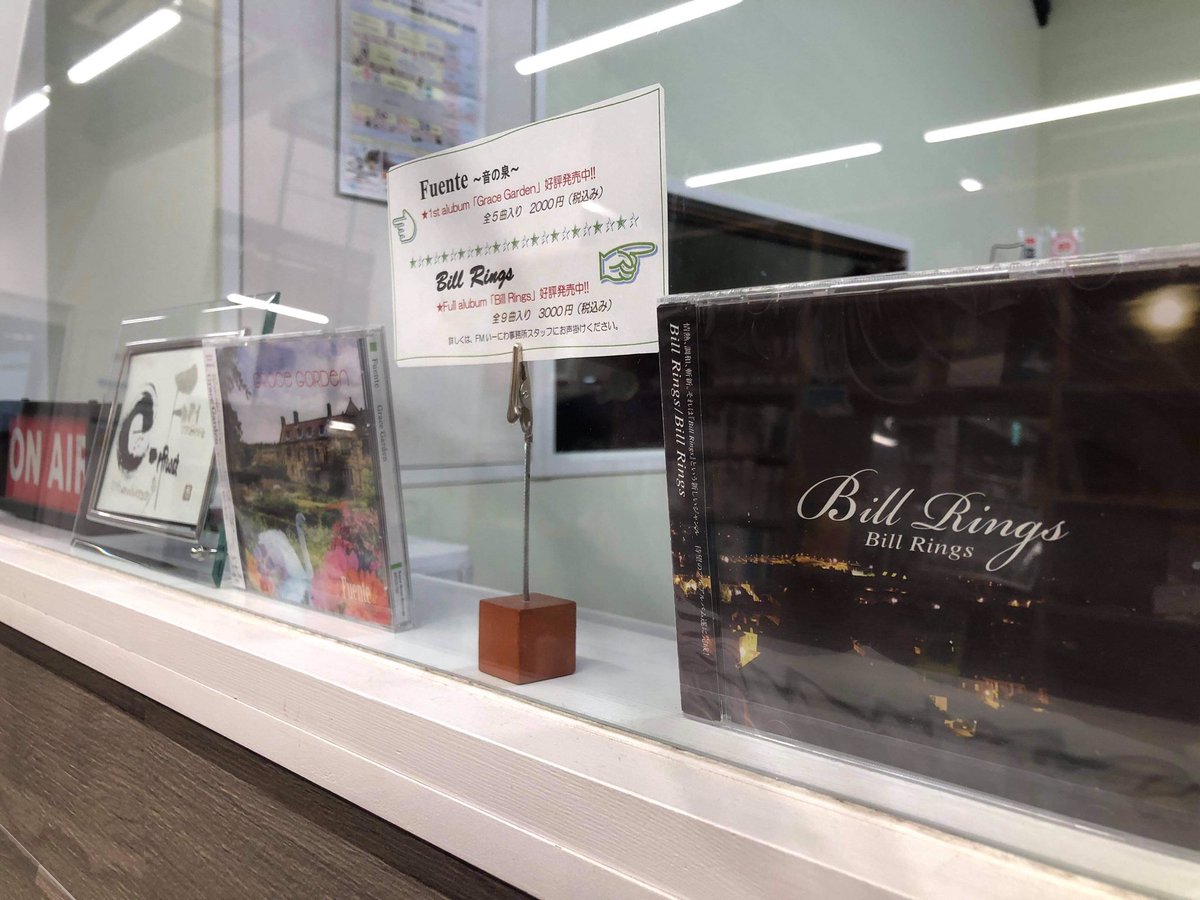 Fuente ～音の泉～
★1st alubum「Grace Garden」好評発売中!!
全５曲入り 2000円（税込み）
Bill Rings
★Full alubum「Bill Rings」好評発売中!!
全９曲入り 3000円（税込み）
詳しくは、FMいーにわ事務所スタッフにお声掛けください。
ON AIR
GRACE GARDEN
Fuente
Fuente
Grace Garden
Bill Rings/Bill Rings
Bill Rings
Bill Rings